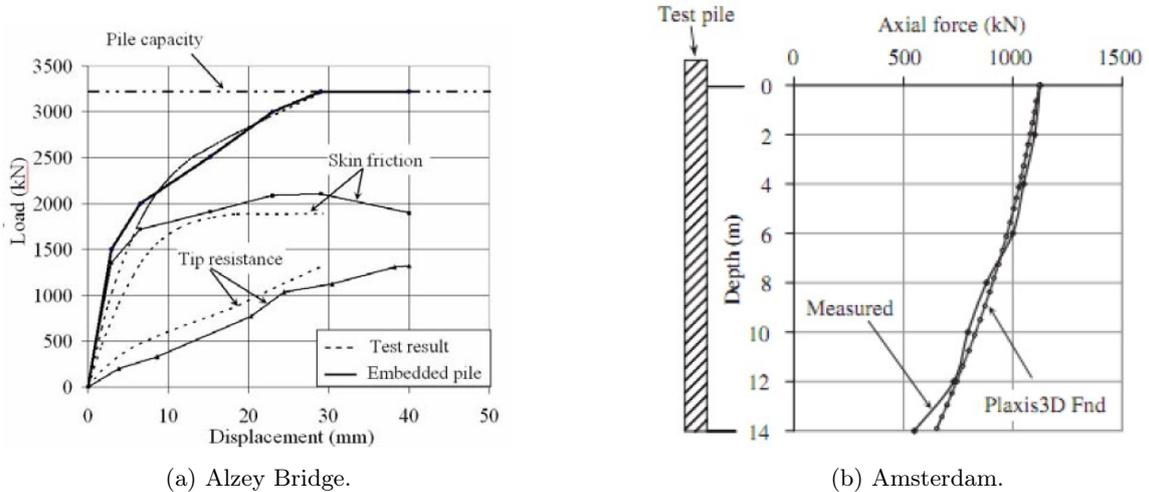 Pile capacity
3500
3000
2500
2000
1500
1000
500
0
Load (kN)
Skin friction
Tip resistance
Test result
Embedded pile
0 10 20 30 40 50
Displacement (mm)
(a) Alzey Bridge.
Test pile
Axial force (kN)
0 500 1000 1500
0
2
4
6
8
10
12
14
Depth (m)
Measured
Plaxis3D Fnd
(b) Amsterdam.